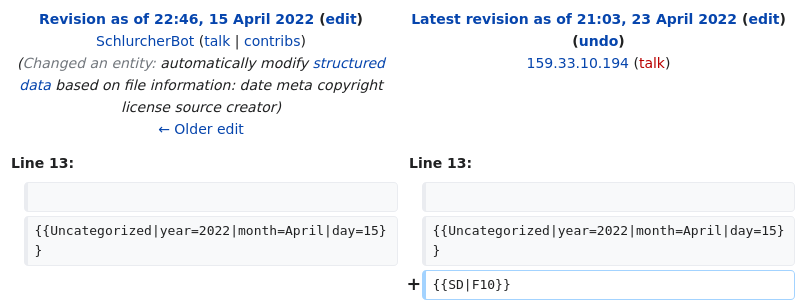 Revision as of 22:46, 15 April 2022 (edit)
SchlurcherBot (talk | contribs)
(Changed an entity: automatically modify structured
data based on file information: date meta copyright
license source creator)
← Older edit
Latest revision as of 21:03, 23 April 2022 (edit)
(undo)
159.33.10.194 (talk)
Line 13:
Line 13:
{{Uncategorized|year=2022|month=April|day=15}
}
{{Uncategorized|year=2022|month=April|day=15}
}
+ {{SD|F10}}